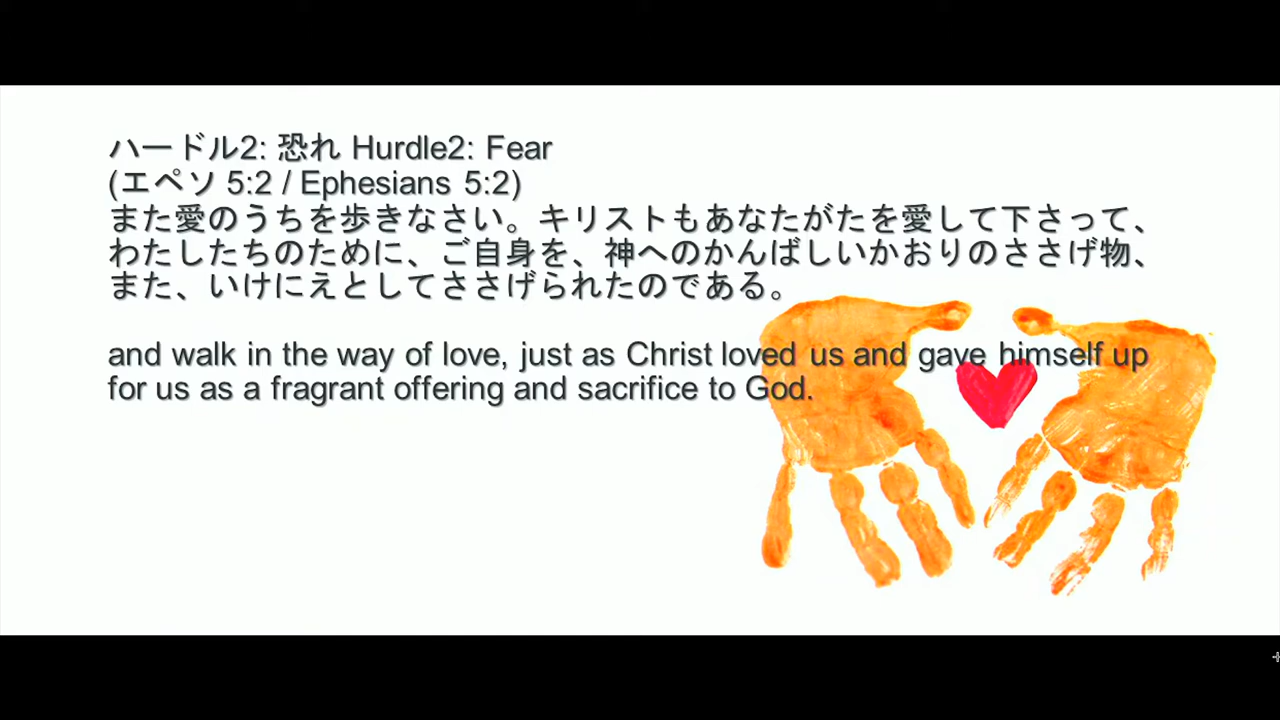 ハードル2: 恐れ Hurdle2: Fear
(エペソ 5:2 / Ephesians 5:2)
また愛のうちを歩きなさい。キリストもあなたがたを愛して下さって、
わたしたちのために、ご自身を、神へのかんばしいかおりのささげ物、
また、いけにえとしてささげられたのである。
and walk in the way of love, just as Christ loved us and gave himself up
for us as a fragrant offering and sacrifice to God.